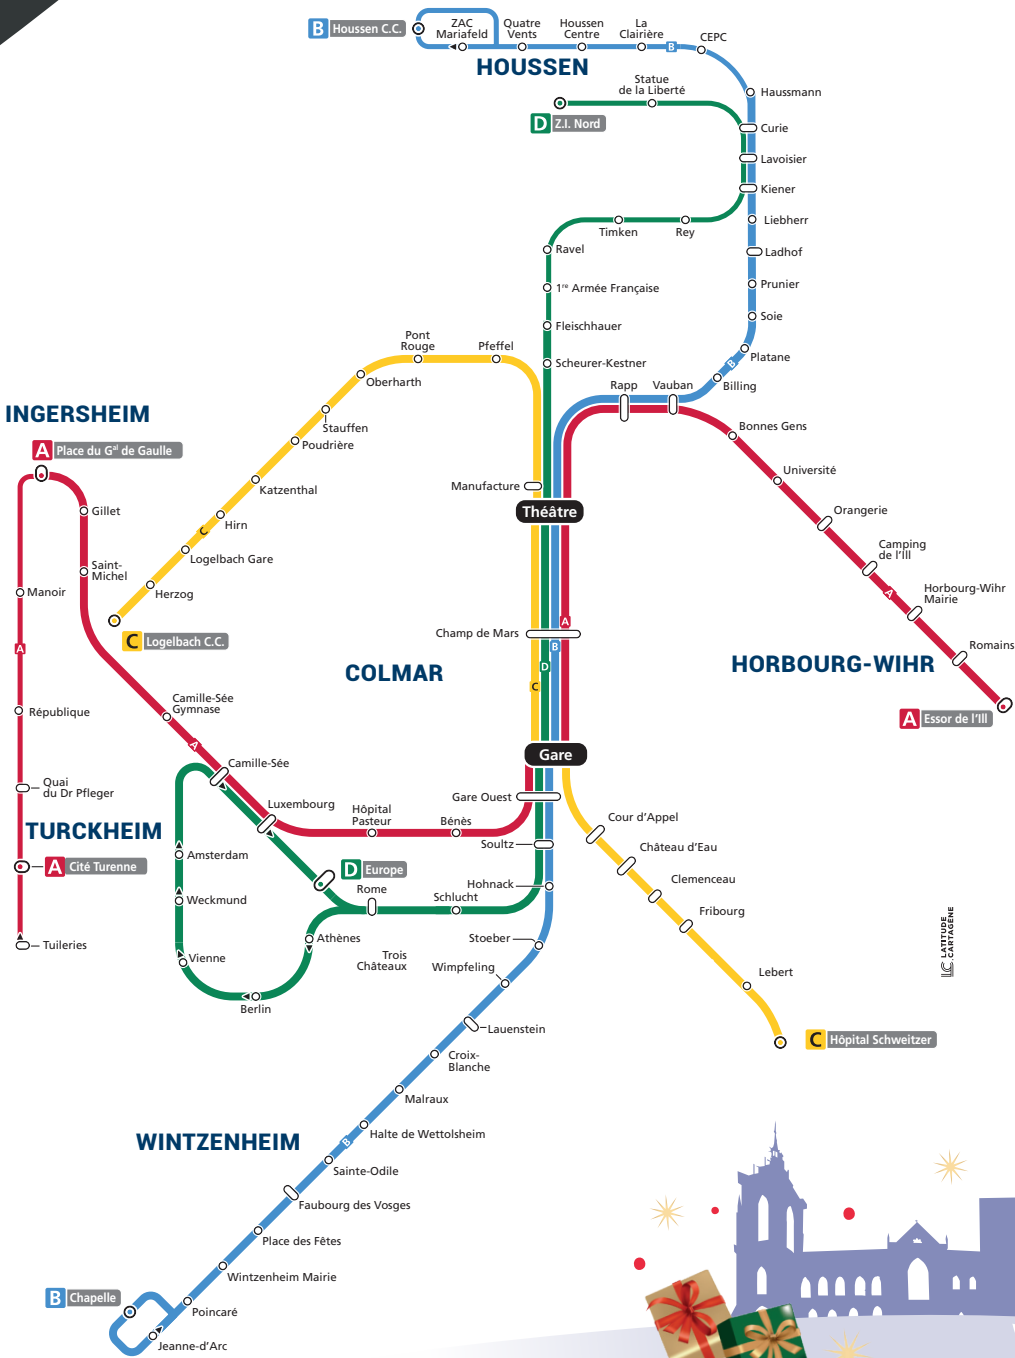 B Houssen C.C.
ZAC
Mariafeld
Quatre
Vents
Houssen
Centre
La
Clairière
B
CEPC
HOUSSEN
Statue
de la Liberté
Haussmann
D Z.I. Nord
Curie
Lavoisier
Kiener
Liebherr
Timken
Rey
Ravel
Ladhof
1re Armée Française
Prunier
Soie
Fleischhauer
Pont
Rouge
Pfeffel
Scheurer-Kestner
Platane
B
Oberharth
Rapp
Vauban
Billing
INGERSHEIM
Stauffen
Bonnes Gens
A Place du Gal de Gaulle
Poudrière
Université
Katzenthal
Manufacture
Gillet
Théâtre
Orangerie
Hirn
C
Logelbach Gare
Camping
de l'Ill
Saint-
Michel
Manoir
Herzog
A
Horbourg-Wihr
Mairie
C Logelbach C.C.
Champ de Mars
A
B
A
D
C
Romains
COLMAR
HORBOURG-WIHR
République
Camille-Sée
Gymnase
A Essor de l'Ill
A
Gare
Camille-Sée
Quai
du Dr Pfleger
Luxembourg
Hôpital
Pasteur
Bénès
Gare Ouest
Cour d'Appel
TURCKHEIM
Soultz
Château d'Eau
Amsterdam
A Cité Turenne
D Europe
Rome
Schlucht
Hohnack
Clemenceau
Weckmund
Fribourg
Tuileries
Athènes
Stoeber
Vienne
Trois
Châteaux
Wimpfeling
Lebert
Berlin
Lauenstein
C Hôpital Schweitzer
Croix-
Blanche
Malraux
Halte de Wettolsheim
WINTZENHEIM
B
Sainte-Odile
Faubourg des Vosges
Place des Fêtes
Wintzenheim Mairie
B Chapelle
Poincaré
Jeanne-d'Arc
LATITUDE
.CARTAGÈNE